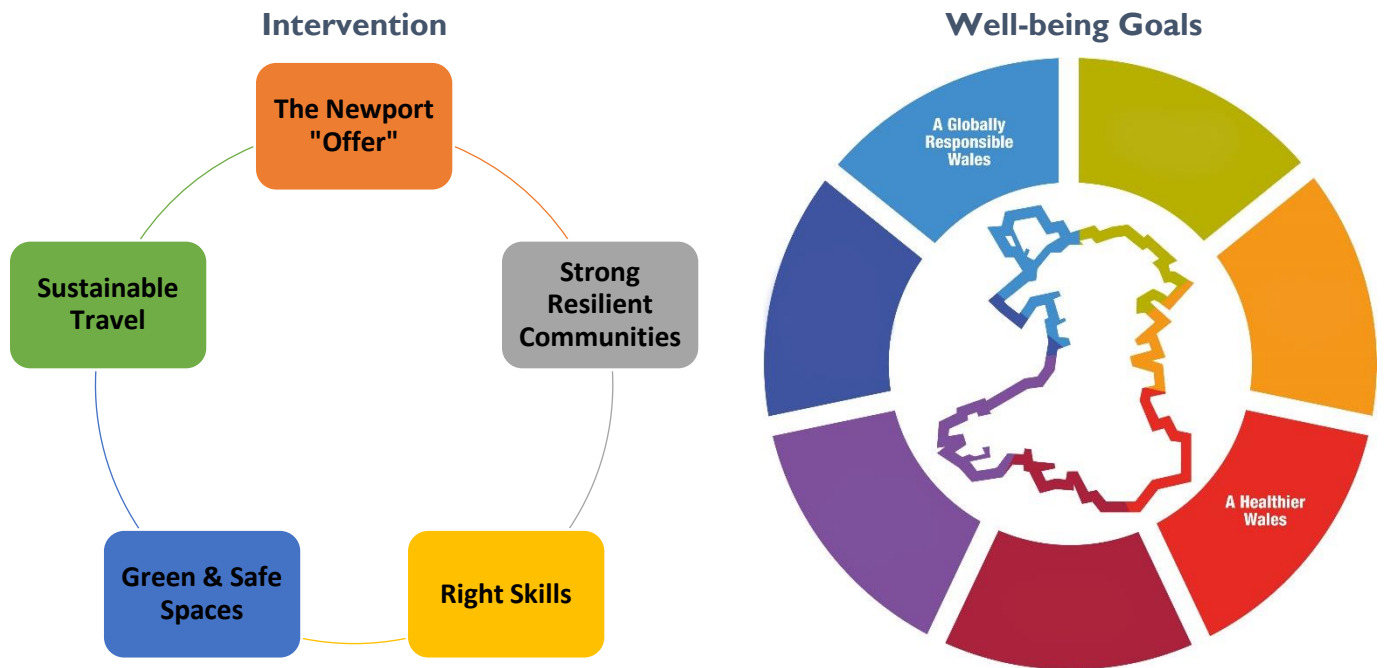 Intervention
The Newport
"Offer"
Strong
Resilient
Communities
Right Skills
Green & Safe
Spaces
Sustainable
Travel
Well-being Goals
A Globally
Responsible
Wales
A Healthier
Wales